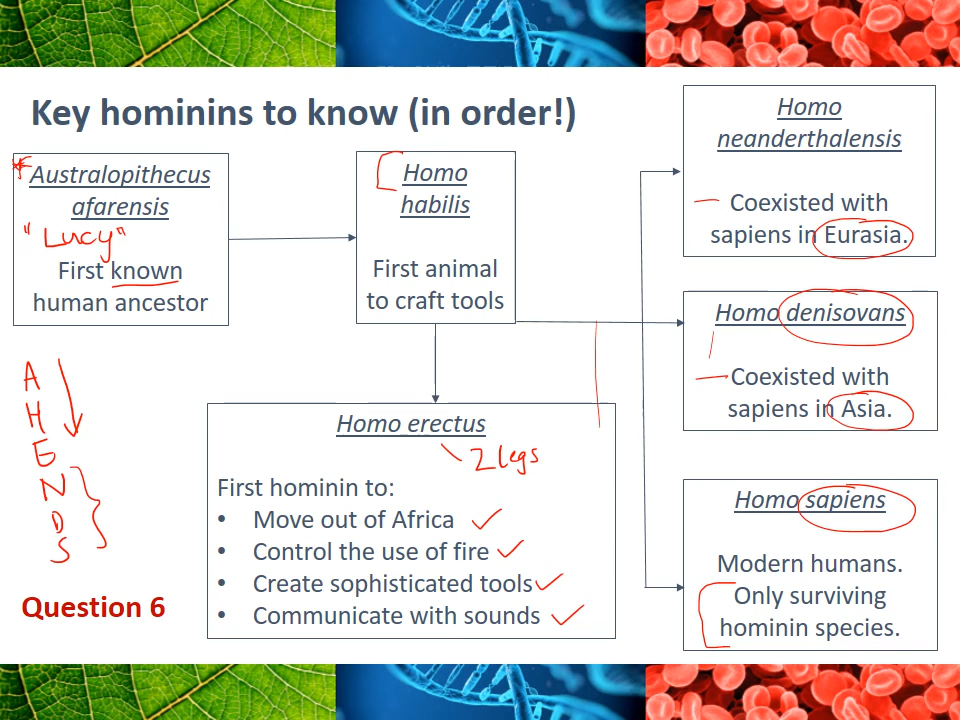 Key hominins to know (in order!)
Australopithecus
afarensis
"Lucy"
First known
human ancestor
Homo
habilis
First animal
to craft tools
Homo erectus
2 legs
First hominin to:
• Move out of Africa
• Control the use of fire
• Create sophisticated tools
• Communicate with sounds
Homo
neanderthalensis
Coexisted with
sapiens in Eurasia.
Homo denisovans
Coexisted with
sapiens in Asia.
Homo sapiens
Modern humans.
Only surviving
hominin species.
A
H
E
N
D
S
Question 6